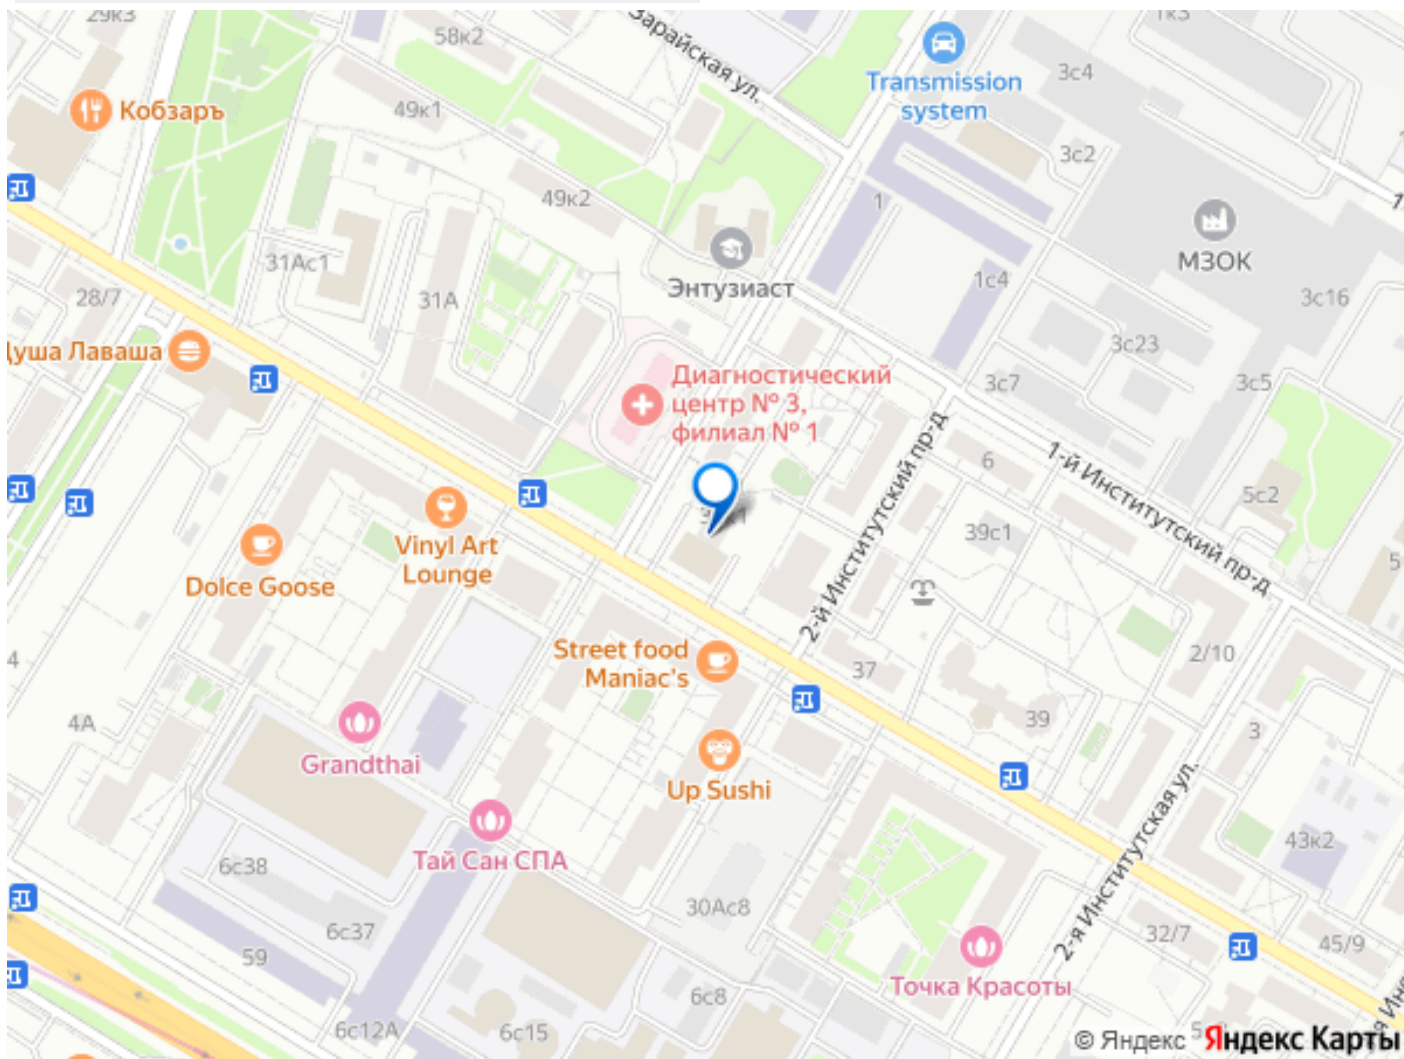 58к2
Зарайская ул.
1к3
Transmission
system
3с4
Кобзаръ
49к1
3с2
49к2
1
МЗОК
31Ас1
Энтузиаст
1с4
3с16
28/7
31А
3с23
Душа Лаваша
Диагностический
центр № 3,
филиал № 1
3с7
3с5
2-й Институтский пр-д
6
1-й Институтский пр-д
5с2
Vinyl Art
Lounge
39с1
Dolce Goose
5
Street food
Maniac's
37
2/10
4
4А
39
3
Grandthai
Up Sushi
2-я Институтская ул.
43к2
Тай Сан СПА
6с38
30Ас8
6с37
32/7
45/9
59
Точка Красоты
6с8
6с12А
6с15
© Яндекс
Яндекс Карты